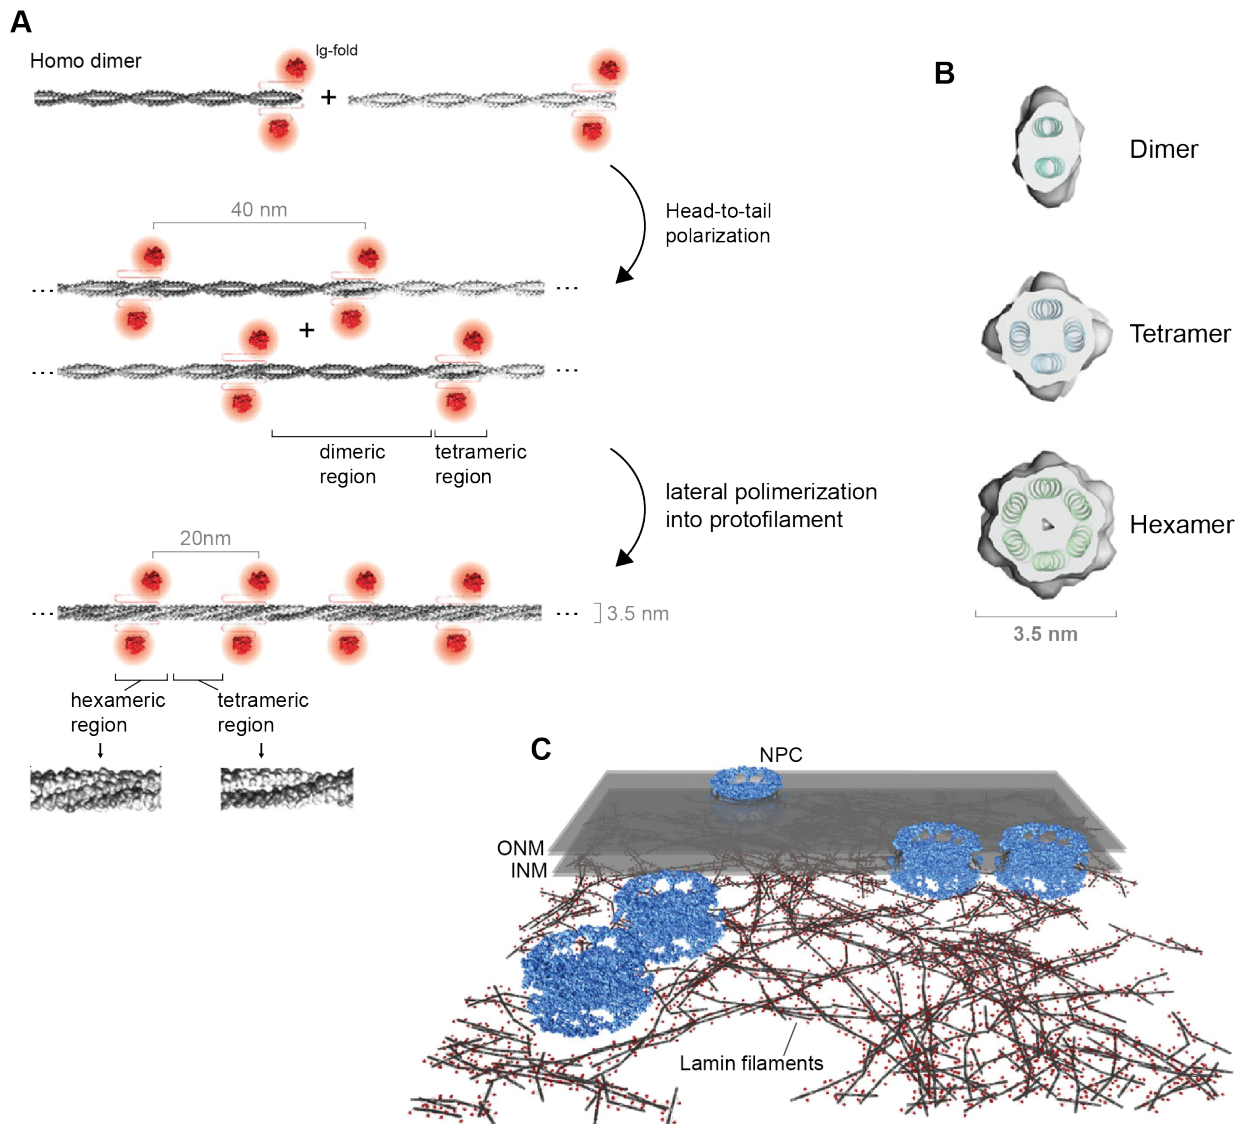 A
Homo dimer
Ig-fold
+
40 nm
Head-to-tail
polarization
...
...
+
...
...
dimeric
region
tetrameric
region
lateral polimerization
into protofilament
20nm
...
...
3.5 nm
hexameric
region
tetrameric
region
B
Dimer
Tetramer
Hexamer
3.5 nm
C
NPC
ONM
INM
Lamin filaments